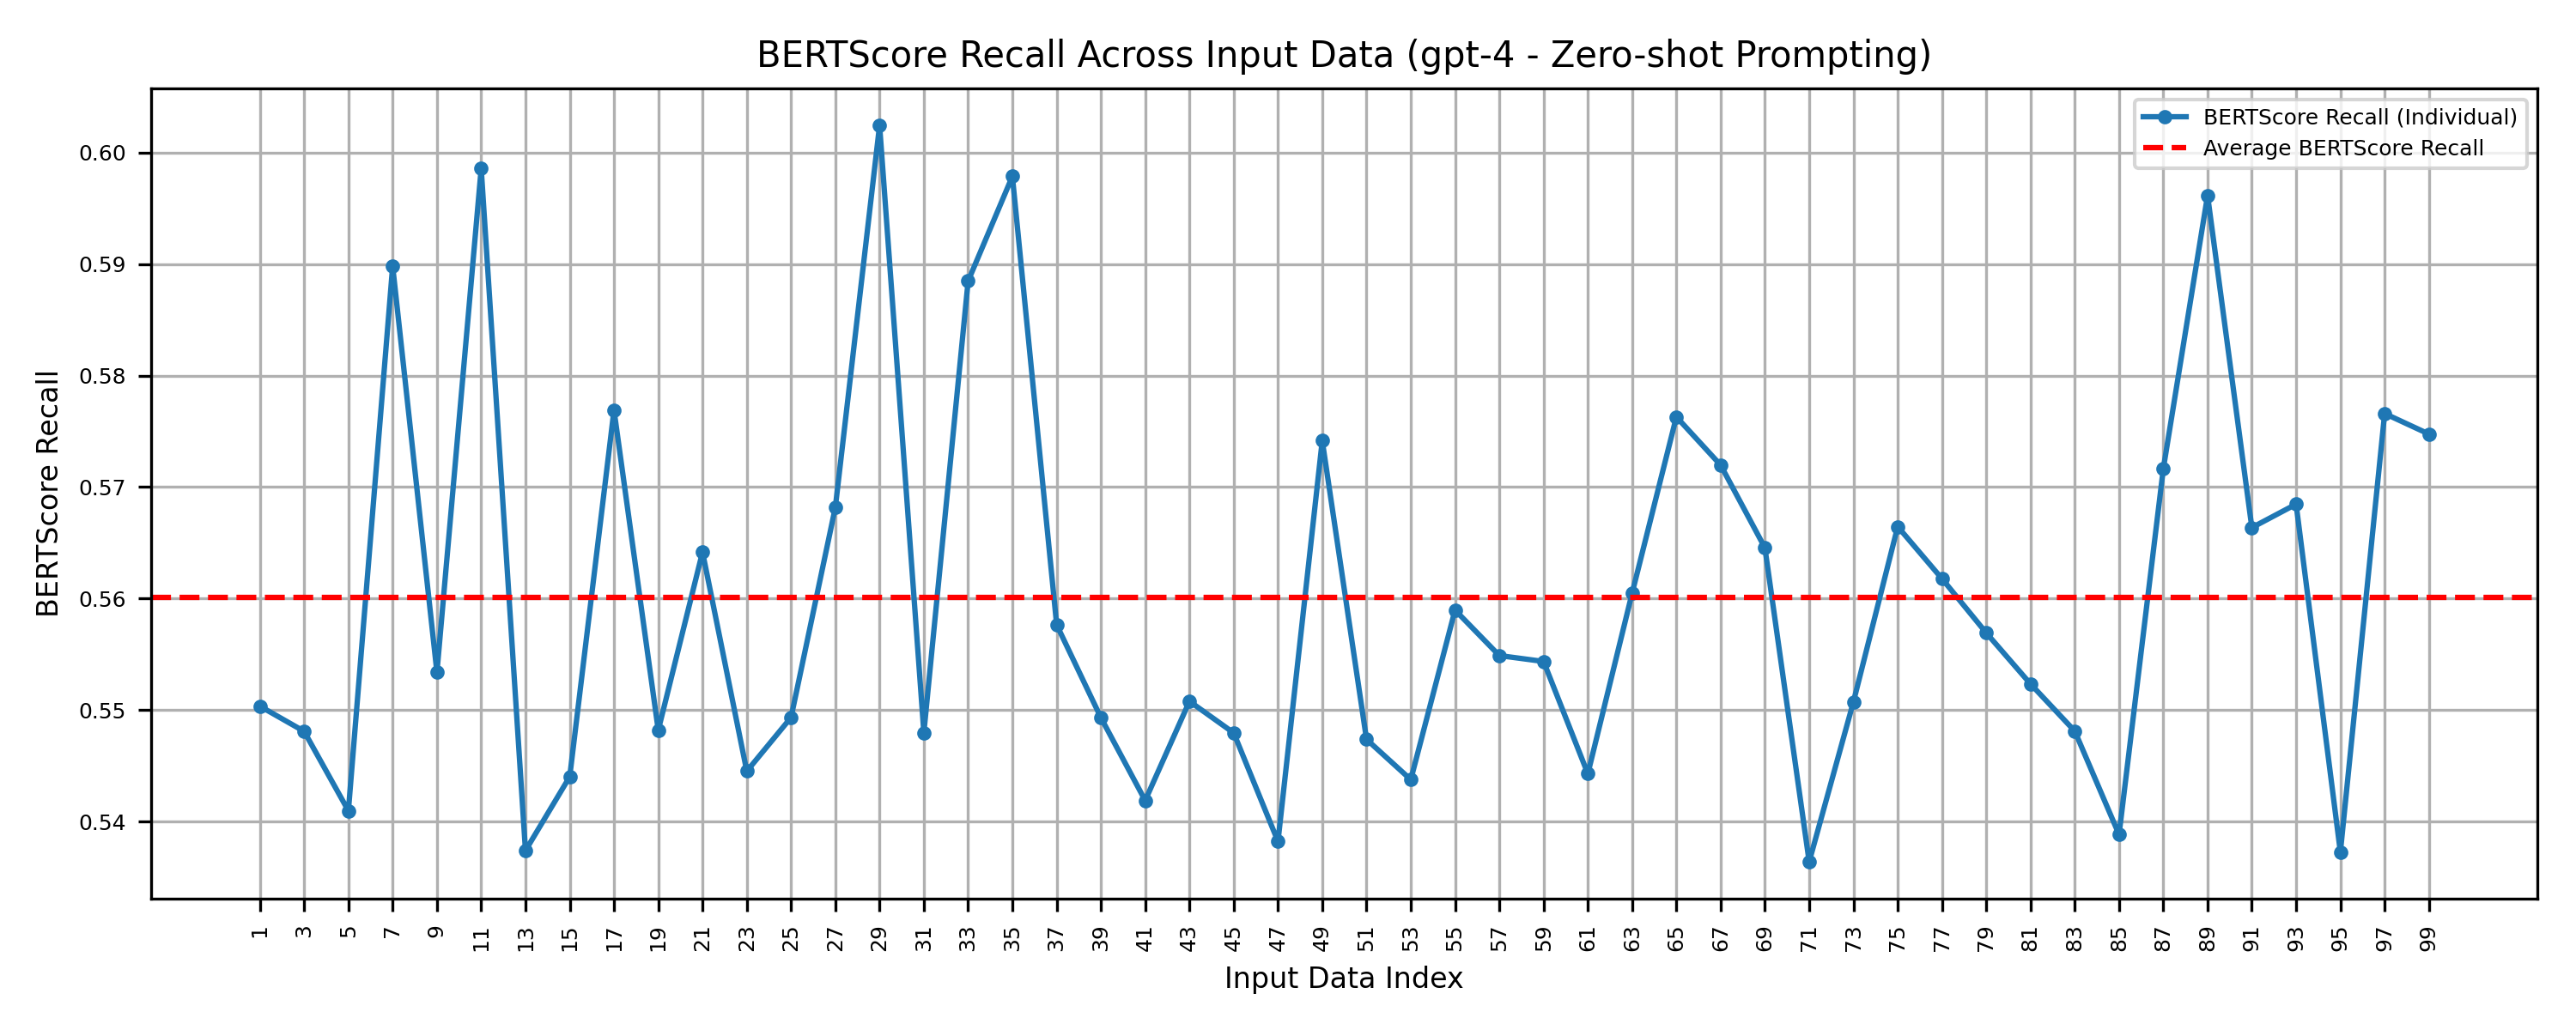 BERTScore Recall Across Input Data (gpt-4 - Zero-shot Prompting)
BERTScore Recall (Individual)
Average BERTScore Recall
BERTScore Recall
0.60
0.59
0.58
0.57
0.56
0.55
0.54
1 3 5 7 9 11 13 15 17 19 21 23 25 27 29 31 33 35 37 39 41 43 45 47 49 51 53 55 57 59 61 63 65 67 69 71 73 75 77 79 81 83 85 87 89 91 93 95 97 99
Input Data Index